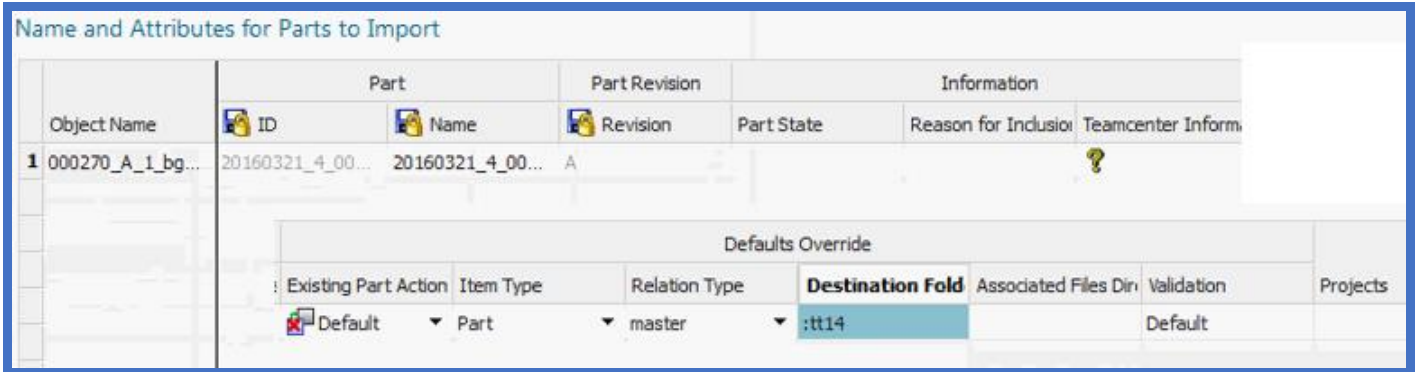 Name and Attributes for Parts to Import
Part Part Revision Information
Object Name ID Name Revision Part State Reason for Inclusion Teamcenter Informa
1 000270_A_1_bg... 20160321_4_00... 20160321_4_00... A
Defaults Override
Existing Part Action Item Type Relation Type Destination Fold Associated Files Dir Validation Projects
Default Part master :tt14 Default